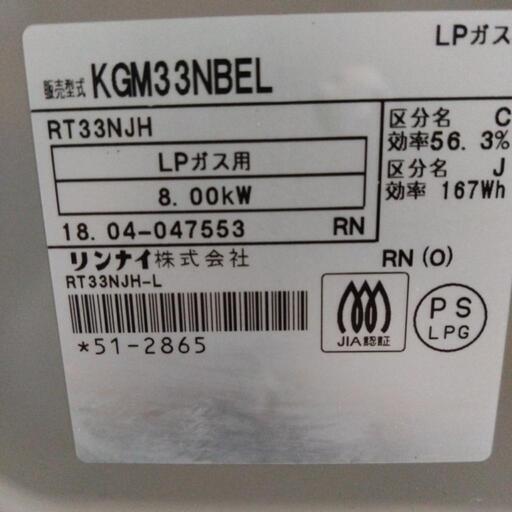 LPガス
販売型式 KGM33NBEL
RT33NJH
LPガス用
8.00kW
18.04-047553 RN
区分名 C
効率56.3%
区分名 J
効率 167Wh
リンナイ株式会社 RN (0)
RT33NJH-L
*51-2865
JIA認証
PS
LPG